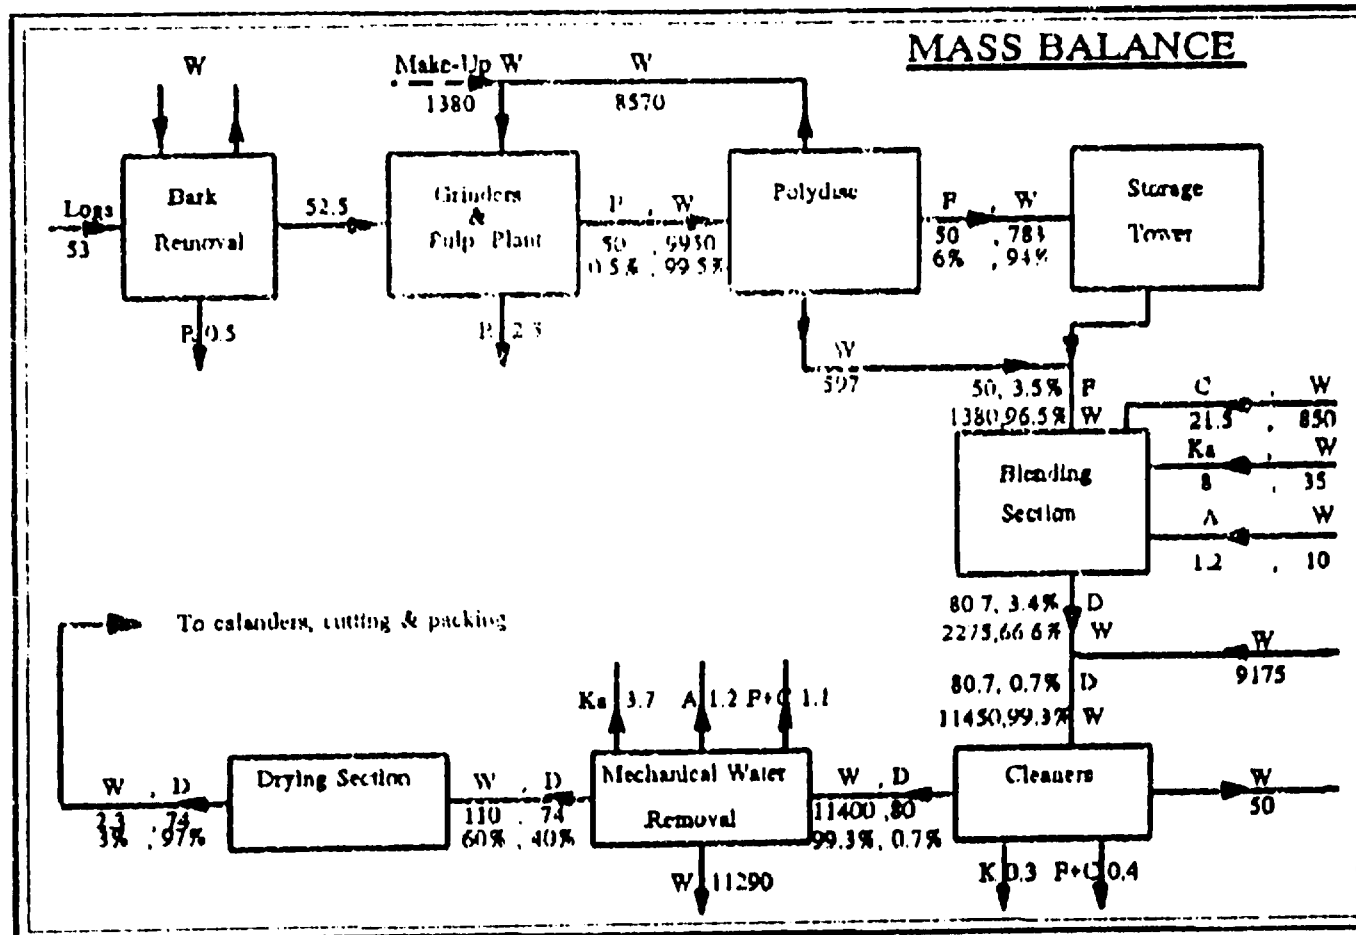 MASS BALANCE
W
Make-Up W
1380
W
8570
Logs
53
Bark
Removal
52.5
Grinders
&
Pulp Plant
P , W
50 , 9950
0.5% , 99.5%
Polydisc
P , W
50 , 783
6% , 94%
Storage
Tower
P 0.5
P 2.5
W
597
50, 3.5% P
1380,96.5% W
C , W
21.5 , 850
Ka , W
8 , 35
A W
1.2 , 10
Blending
Section
80.7, 3.4% D
2275,66.6% W
W
9175
80.7, 0.7% D
11450,99.3% W
To calanders, cutting & packing
Ka 3.7
A 1.2
P+C 1.1
W , D
2.3 , 74
3% , 97%
Drying Section
W , D
110 , 74
60% , 40%
Mechanical Water
Removal
W , D
11400 , 80
99.3%, 0.7%
Cleaners
W
50
W 11290
K 0.3
P+C 0.4